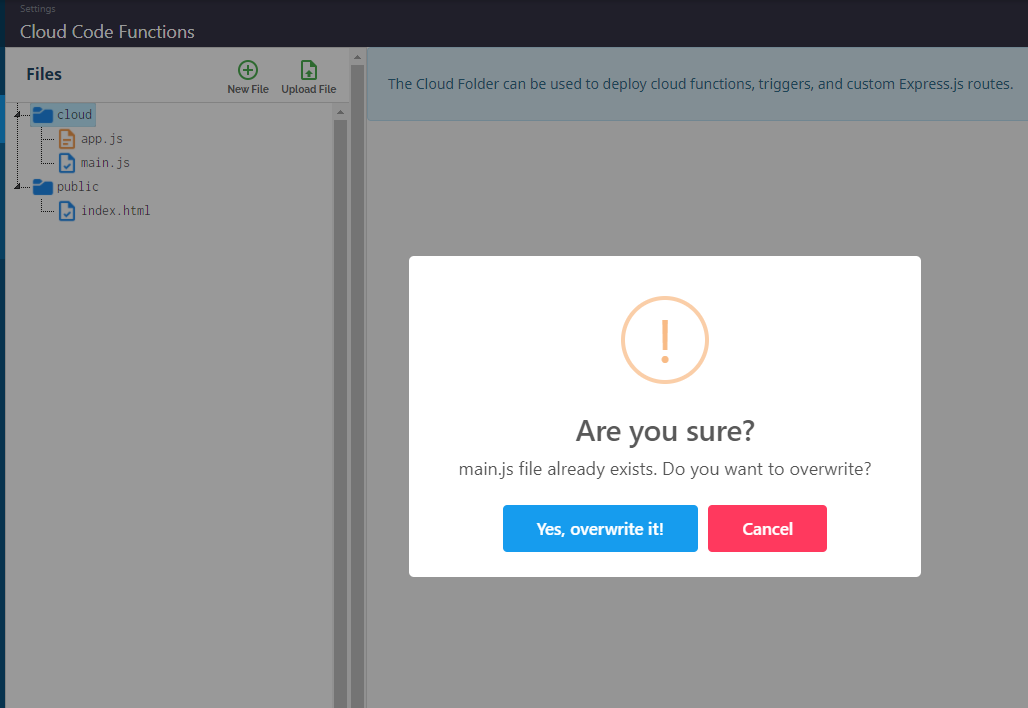 Settings
Cloud Code Functions
Files
New File
Upload File
The Cloud Folder can be used to deploy cloud functions, triggers, and custom Express.js routes.
cloud
app.js
main.js
public
index.html
!
Are you sure?
main.js file already exists. Do you want to overwrite?
Yes, overwrite it!
Cancel